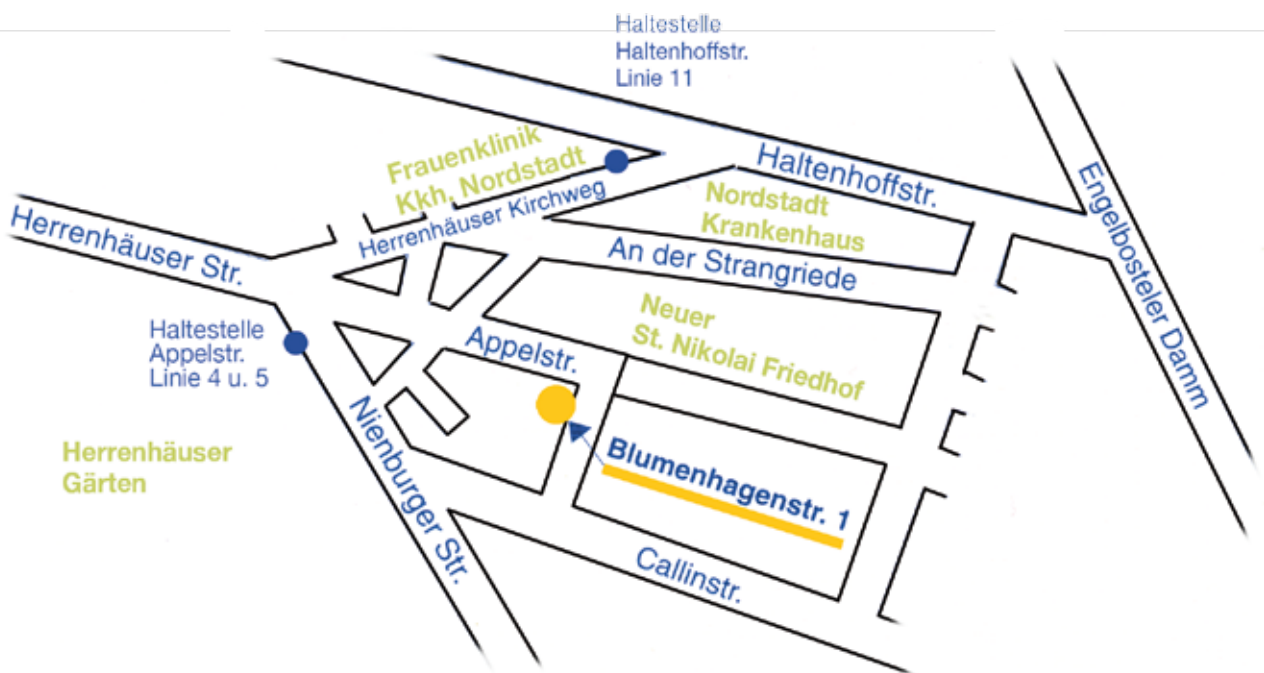 Haltestelle
Haltenhoffstr.
Linie 11
Frauenklinik
Kkh, Nordstadt
Haltenhoffstr.
Engelbosteler Damm
Herrenhäuser Kirchweg
Nordstadt
Krankenhaus
Herrenhäuser Str.
An der Strangriede
Neuer
St. Nikolai Friedhof
Haltestelle
Appelstr.
Linie 4 u. 5
Appelstr.
Nienburger Str.
Herrenhäuser
Gärten
Blumenhagenstr. 1
Callinstr.